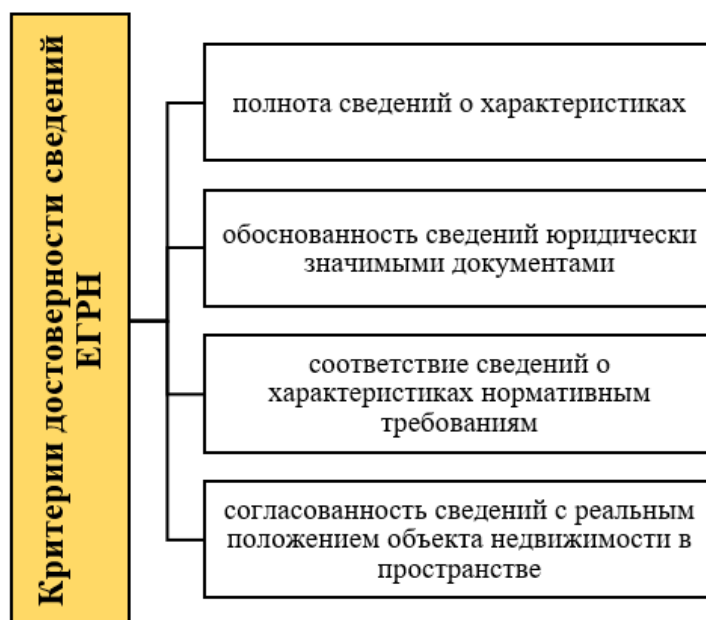 Критерии достоверности сведений
ЕГРН
полнота сведений о характеристиках
обоснованность сведений юридически
значимыми документами
соответствие сведений о
характеристиках нормативным
требованиям
согласованность сведений с реальным
положением объекта недвижимости в
пространстве